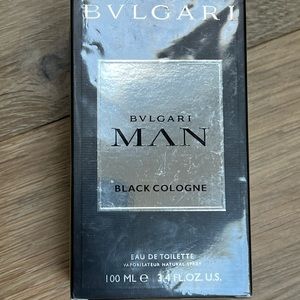 BVLGARI
BVLGARI
MAN
BLACK COLOGNE
EAU DE TOILETTE
VAPORISATEUR NATURAL SPRAY
100 ML e 3.4 FL.OZ. U.S.